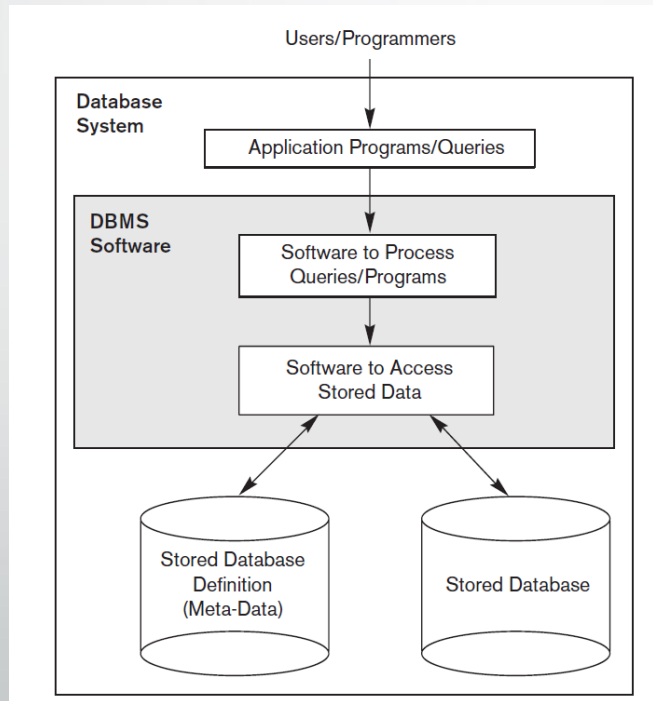 Users/Programmers
Database
System
Application Programs/Queries
DBMS
Software
Software to Process
Queries/Programs
Software to Access
Stored Data
Stored Database
Definition
(Meta-Data)
Stored Database